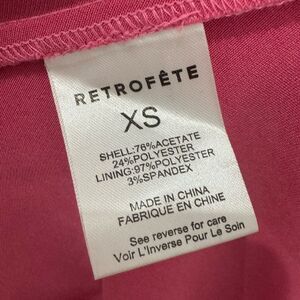 RETROFÊTE
XS
SHELL:76%ACETATE
24%POLYESTER
LINING:97%POLYESTER
3%SPANDEX
MADE IN CHINA
FABRIQUE EN CHINE
See reverse for care
Voir L'Inverse Pour Le Soin